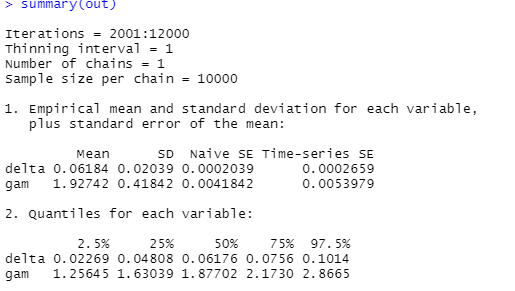 > summary(out)
Iterations = 2001:12000
Thinning interval = 1
Number of chains = 1
Sample size per chain = 10000
1. Empirical mean and standard deviation for each variable,
plus standard error of the mean:
Mean SD Naive SE Time-series SE
delta 0.06184 0.02039 0.0002039 0.0002659
gam 1.92742 0.41842 0.0041842 0.0053979
2. Quantiles for each variable:
2.5% 25% 50% 75% 97.5%
delta 0.02269 0.04808 0.06176 0.0756 0.1014
gam 1.25645 1.63039 1.87702 2.1730 2.8665